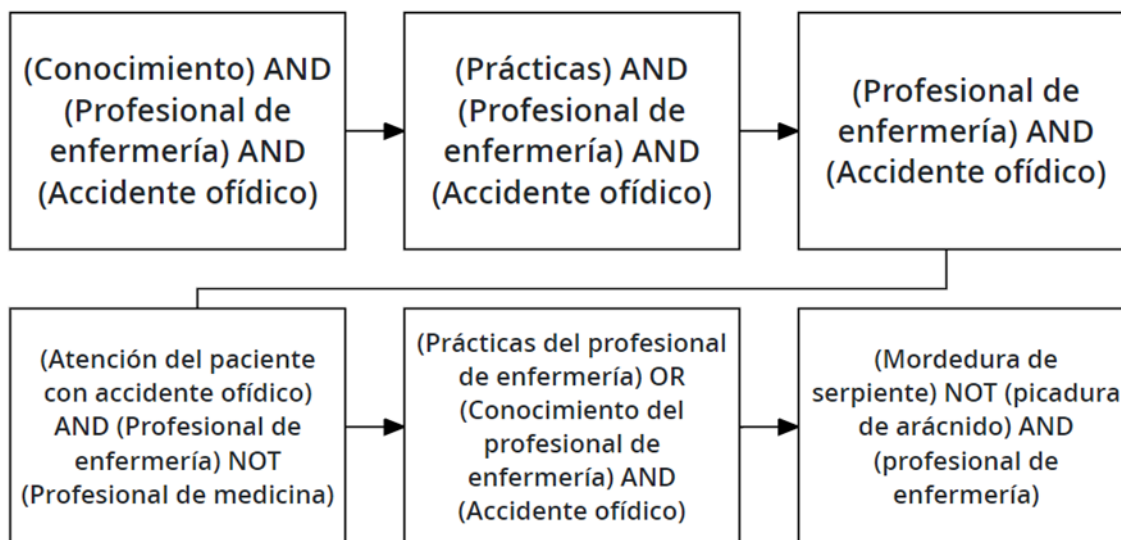 (Conocimiento) AND
(Profesional de
enfermería) AND
(Accidente ofídico)
(Prácticas) AND
(Profesional de
enfermería) AND
(Accidente ofídico)
(Profesional de
enfermería) AND
(Accidente ofídico)
(Atención del paciente
con accidente ofídico)
AND (Profesional de
enfermería) NOT
(Profesional de medicina)
(Prácticas del profesional
de enfermería) OR
(Conocimiento del
profesional de
enfermería) AND
(Accidente ofídico)
(Mordedura de
serpiente) NOT (picadura
de arácnido) AND
(profesional de
enfermería)